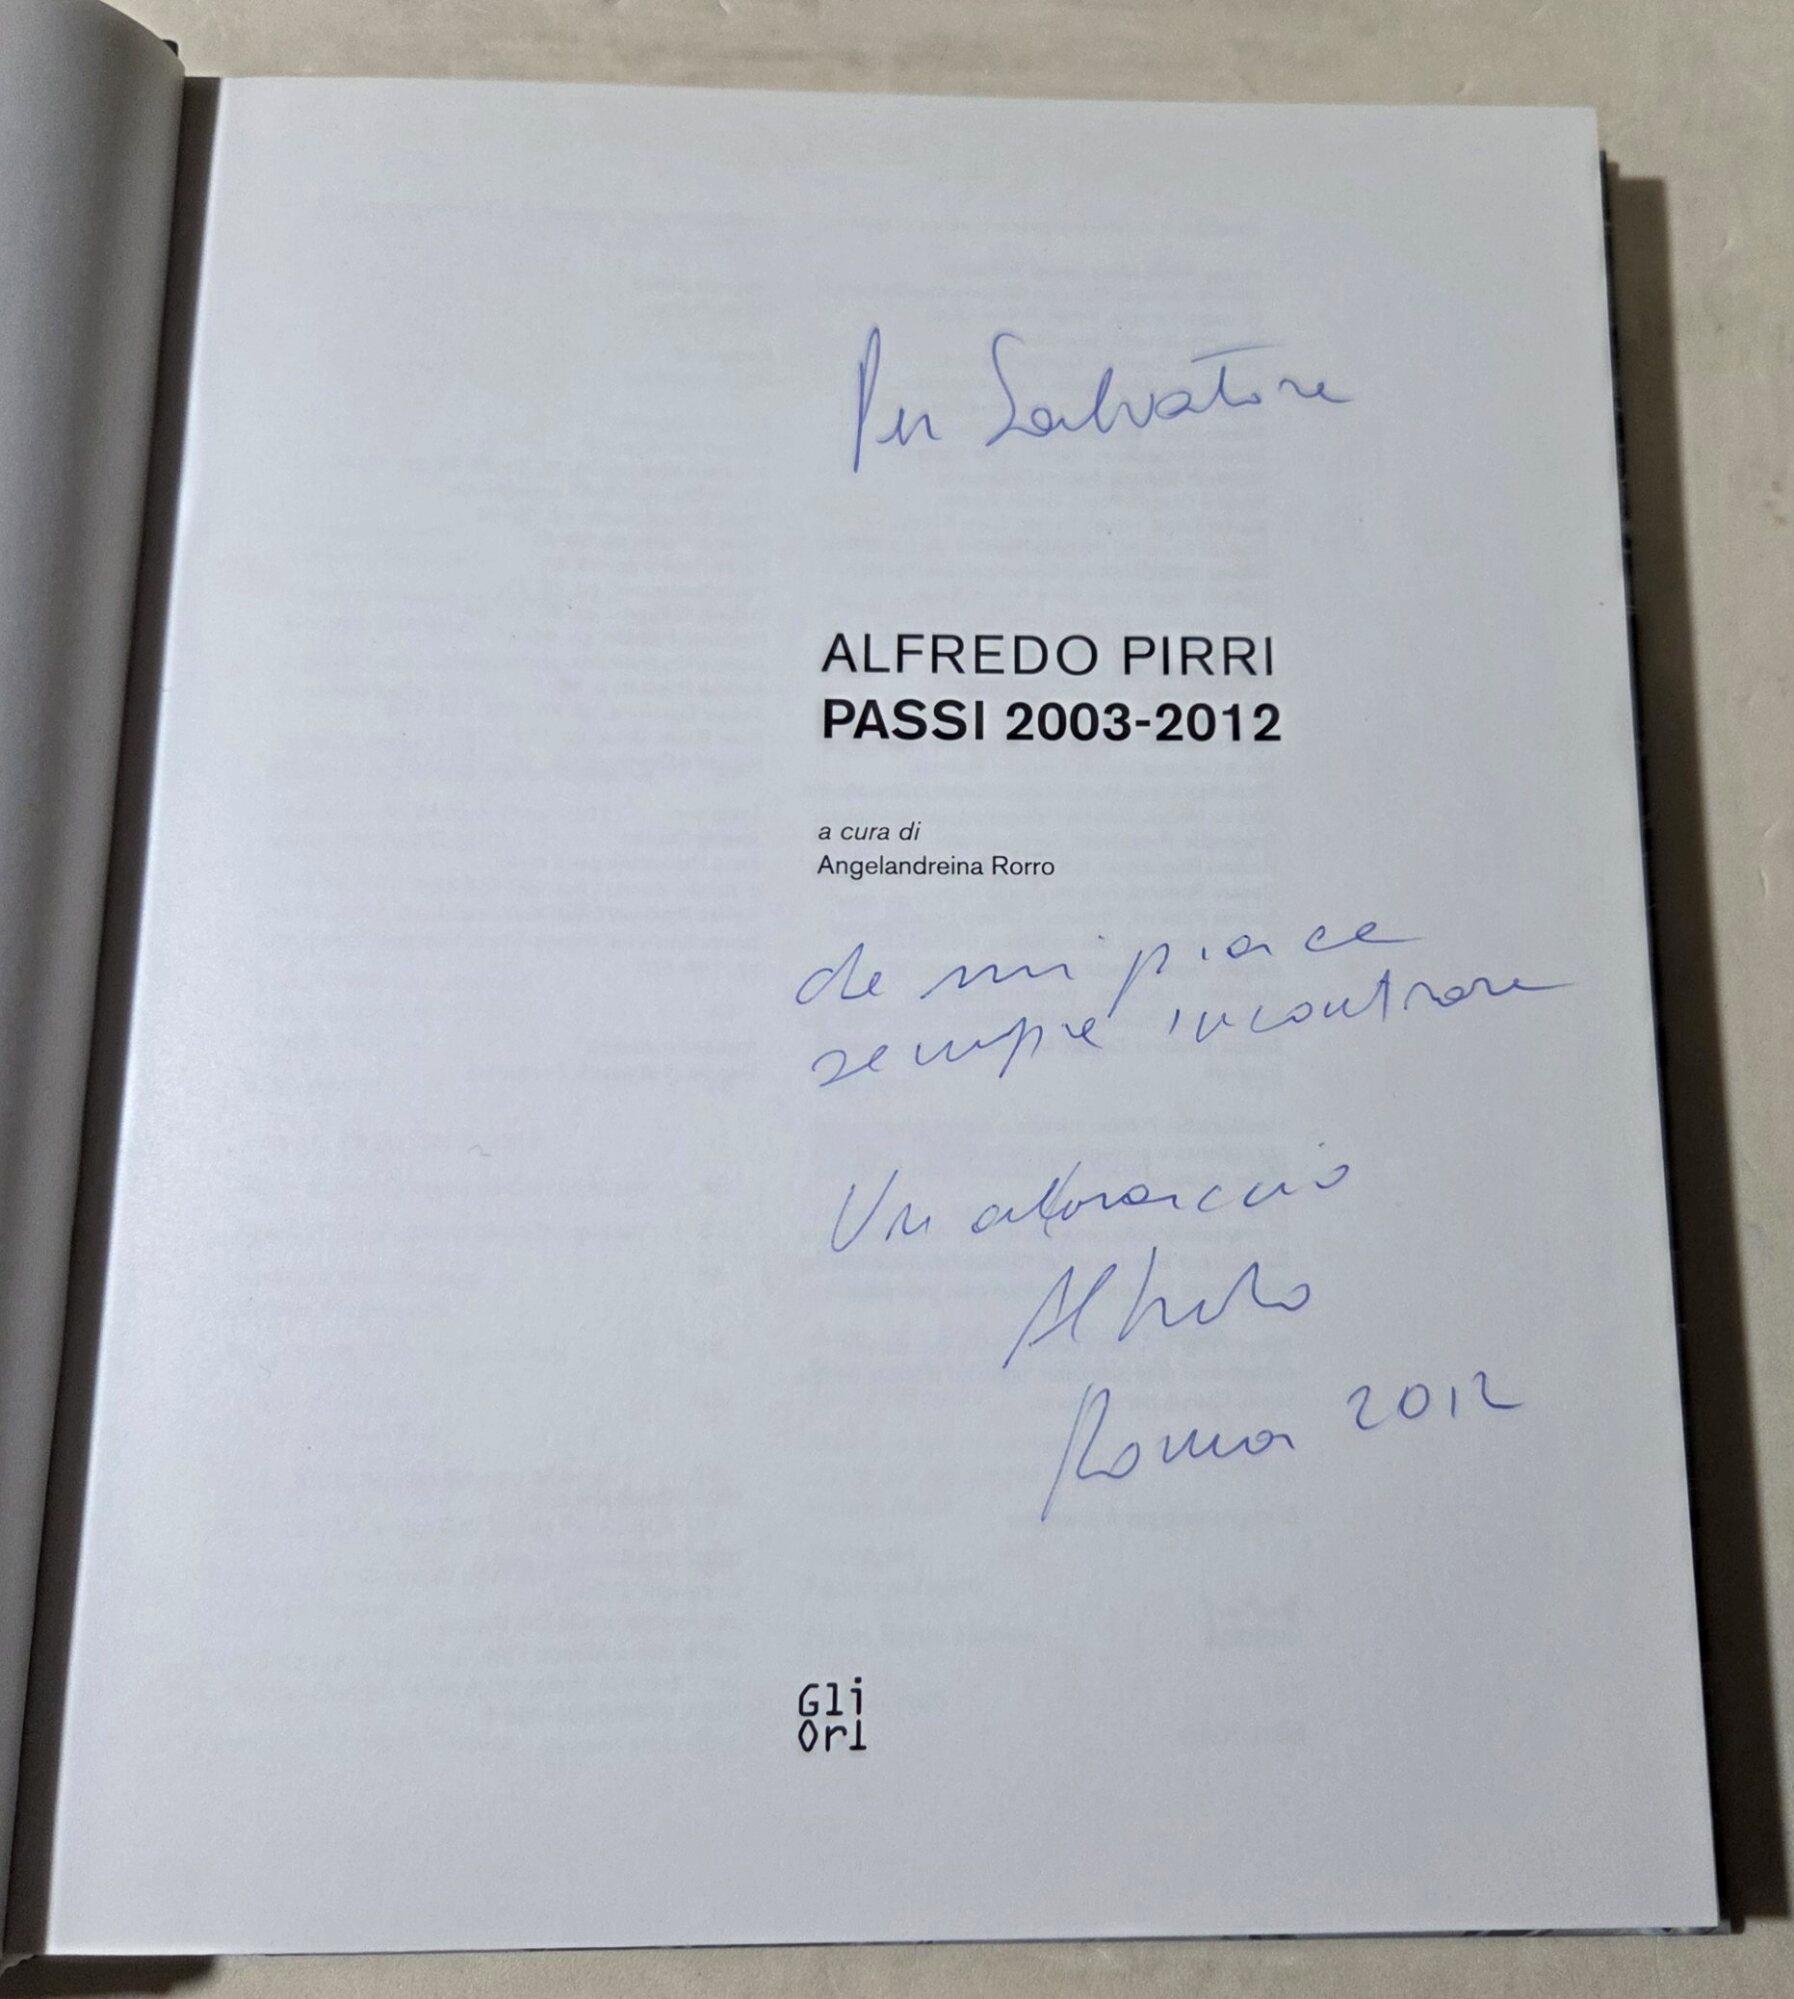 Per Salvatore
ALFREDO PIRRI
PASSI 2003-2012
a cura di
Angelandreina Rorro
che mi piace
sempre incontrare
Un abbraccio
Alfredo
Roma 2012
Gli
Ori